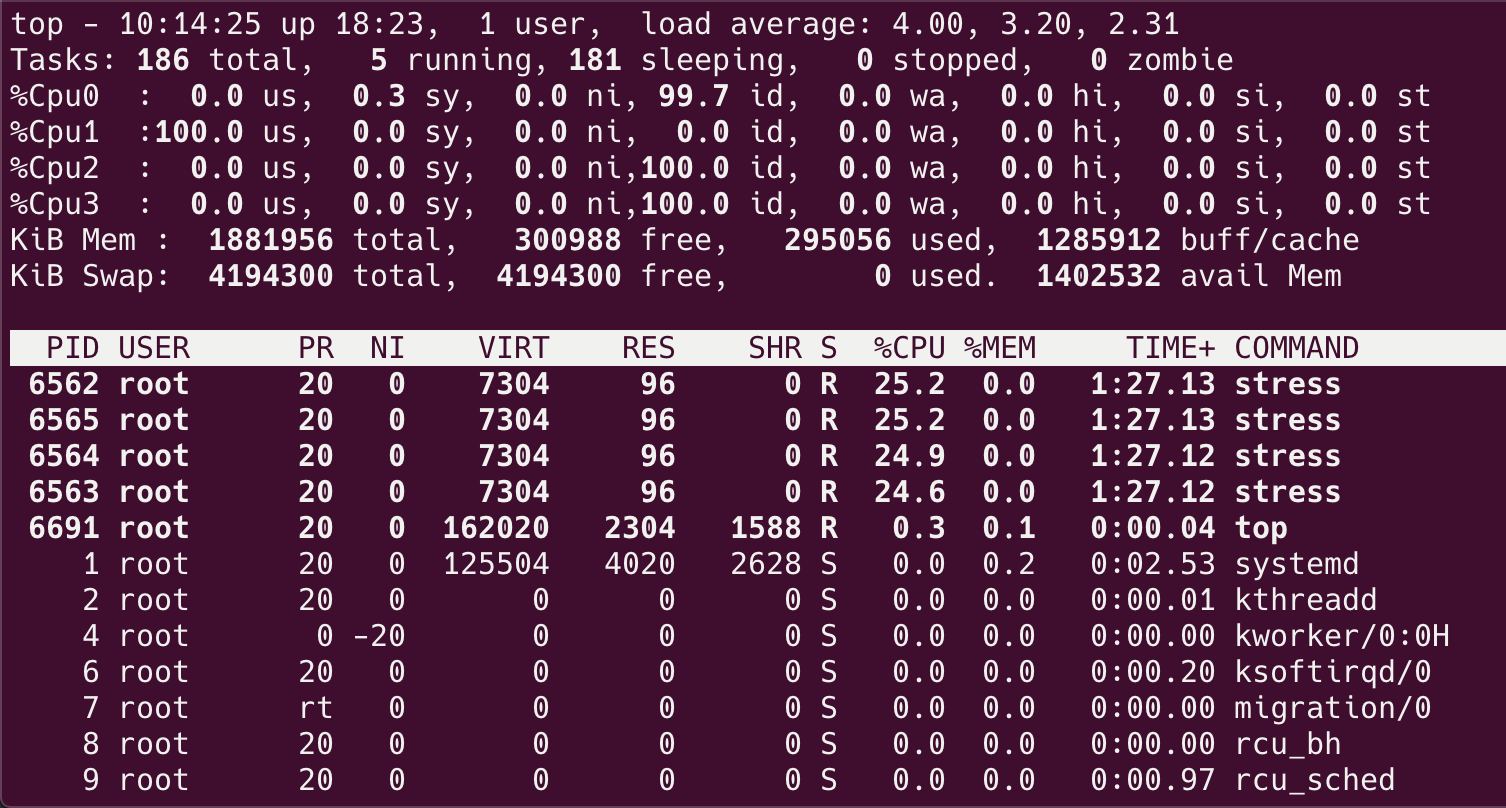 top - 10:14:25 up 18:23,  1 user,  load average: 4.00, 3.20, 2.31
Tasks: 186 total,   5 running, 181 sleeping,   0 stopped,   0 zombie
%Cpu0  :  0.0 us,  0.3 sy,  0.0 ni, 99.7 id,  0.0 wa,  0.0 hi,  0.0 si,  0.0 st
%Cpu1  :100.0 us,  0.0 sy,  0.0 ni,  0.0 id,  0.0 wa,  0.0 hi,  0.0 si,  0.0 st
%Cpu2  :  0.0 us,  0.0 sy,  0.0 ni,100.0 id,  0.0 wa,  0.0 hi,  0.0 si,  0.0 st
%Cpu3  :  0.0 us,  0.0 sy,  0.0 ni,100.0 id,  0.0 wa,  0.0 hi,  0.0 si,  0.0 st
KiB Mem :  1881956 total,   300988 free,   295056 used,  1285912 buff/cache
KiB Swap:  4194300 total,  4194300 free,        0 used.  1402532 avail Mem
  PID USER      PR  NI    VIRT    RES    SHR S  %CPU %MEM     TIME+ COMMAND
 6562 root      20   0    7304     96      0 R  25.2  0.0   1:27.13 stress
 6565 root      20   0    7304     96      0 R  25.2  0.0   1:27.13 stress
 6564 root      20   0    7304     96      0 R  24.9  0.0   1:27.12 stress
 6563 root      20   0    7304     96      0 R  24.6  0.0   1:27.12 stress
 6691 root      20   0  162020   2304   1588 R   0.3  0.1   0:00.04 top
    1 root      20   0  125504   4020   2628 S   0.0  0.2   0:02.53 systemd
    2 root      20   0       0      0      0 S   0.0  0.0   0:00.01 kthreadd
    4 root       0 -20       0      0      0 S   0.0  0.0   0:00.00 kworker/0:0H
    6 root      20   0       0      0      0 S   0.0  0.0   0:00.20 ksoftirqd/0
    7 root      rt   0       0      0      0 S   0.0  0.0   0:00.00 migration/0
    8 root      20   0       0      0      0 S   0.0  0.0   0:00.00 rcu_bh
    9 root      20   0       0      0      0 S   0.0  0.0   0:00.97 rcu_sched